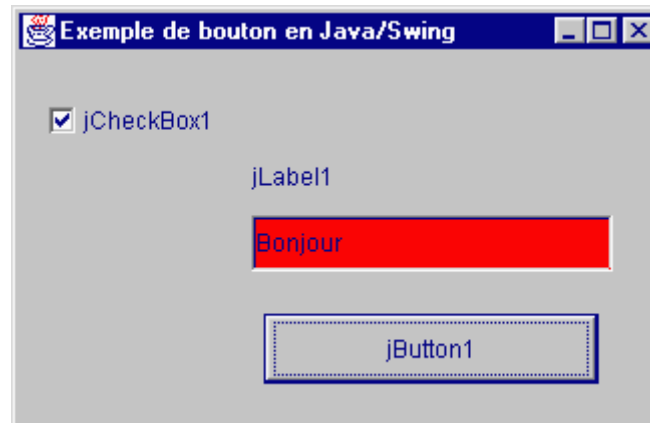 Exemple de bouton en Java/Swing
jCheckBox1
jLabel1
Bonjour
jButton1